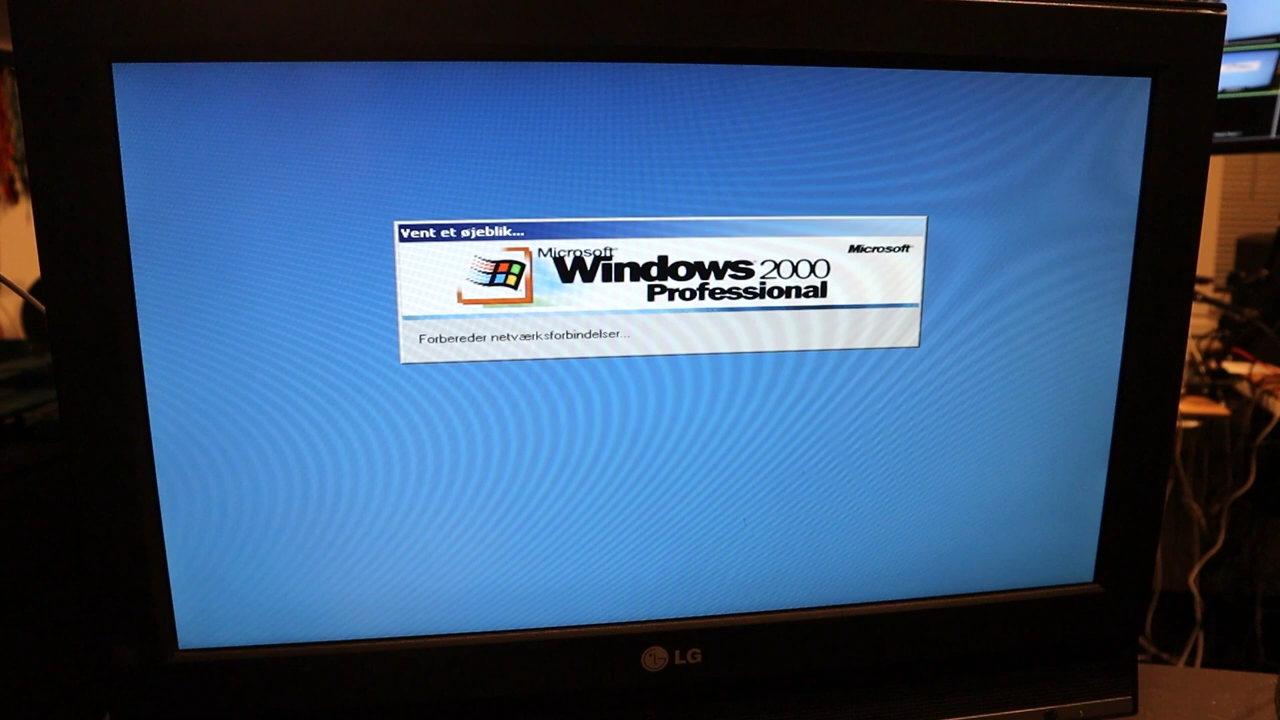 Vent et øjeblik...
Microsoft
Windows 2000
Professional
Microsoft
Forbereder netværksforbindelser...
LG